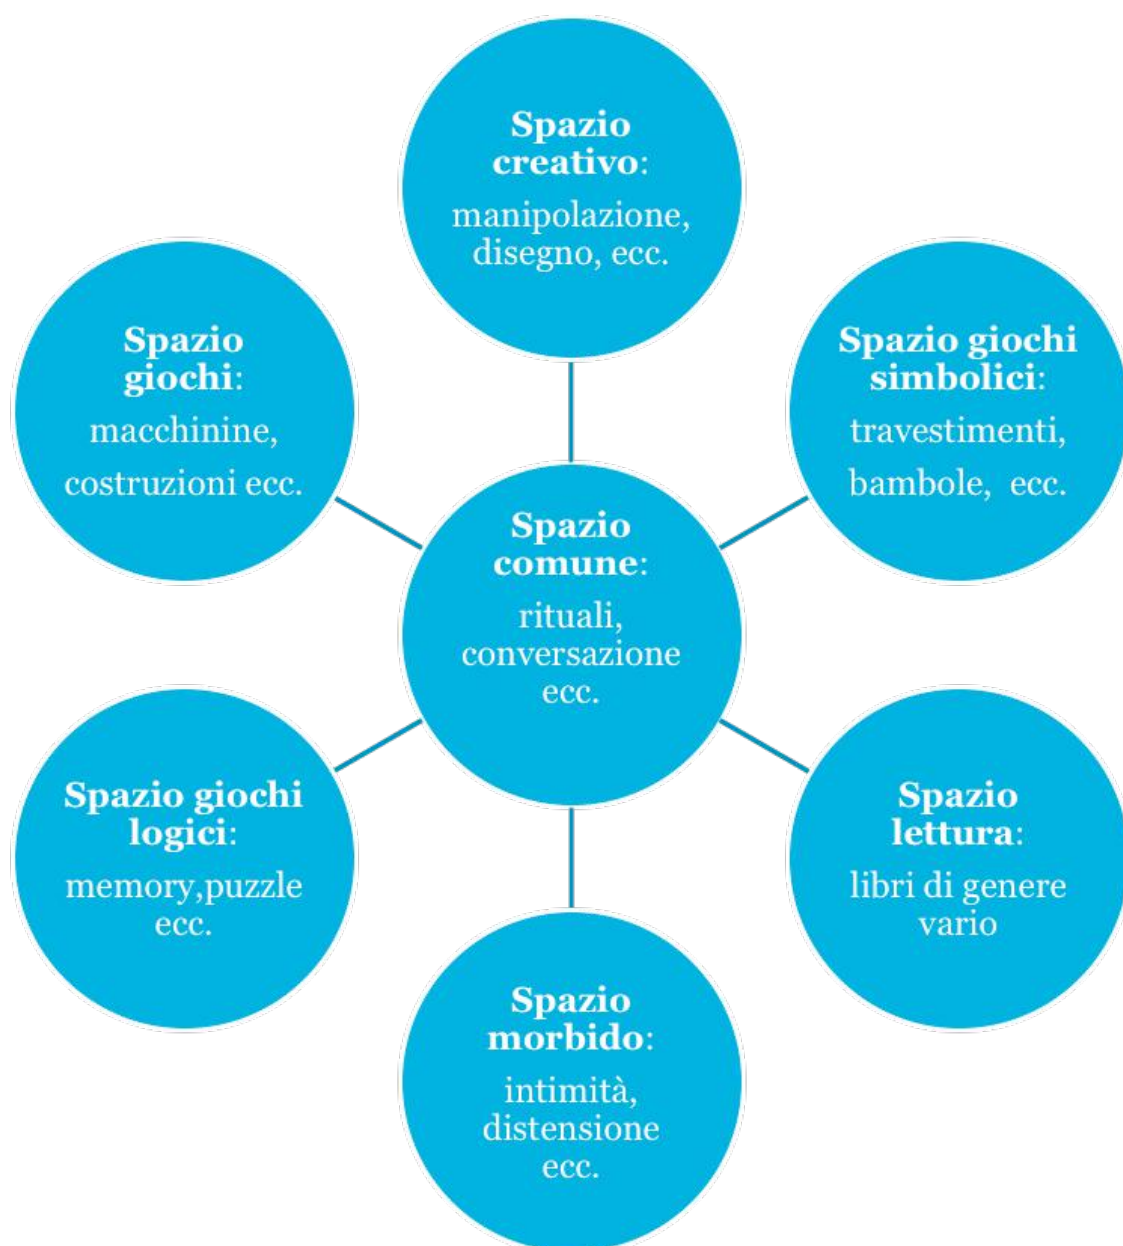 Spazio
creativo:
manipolazione,
disegno, ecc.
Spazio giochi
simbolici:
travestimenti,
bambole, ecc.
Spazio
lettura:
libri di genere
vario
Spazio
morbido:
intimità,
distensione
ecc.
Spazio giochi
logici:
memory,puzzle
ecc.
Spazio
giochi:
macchinine,
costruzioni ecc.
Spazio
comune:
rituali,
conversazione
ecc.